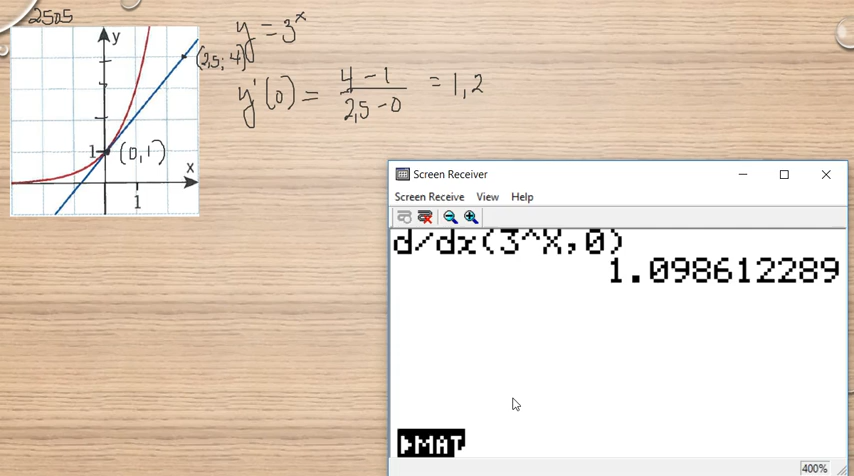 2505
y = 3^x
y
(2,5; 4)
y'(0) = \frac{4 - 1}{2,5 - 0} = 1,2
1
(0,1)
x
1
Screen Receiver
Screen Receive View Help
d/dx(3^X,0)
1.098612289
▶MAT
400%